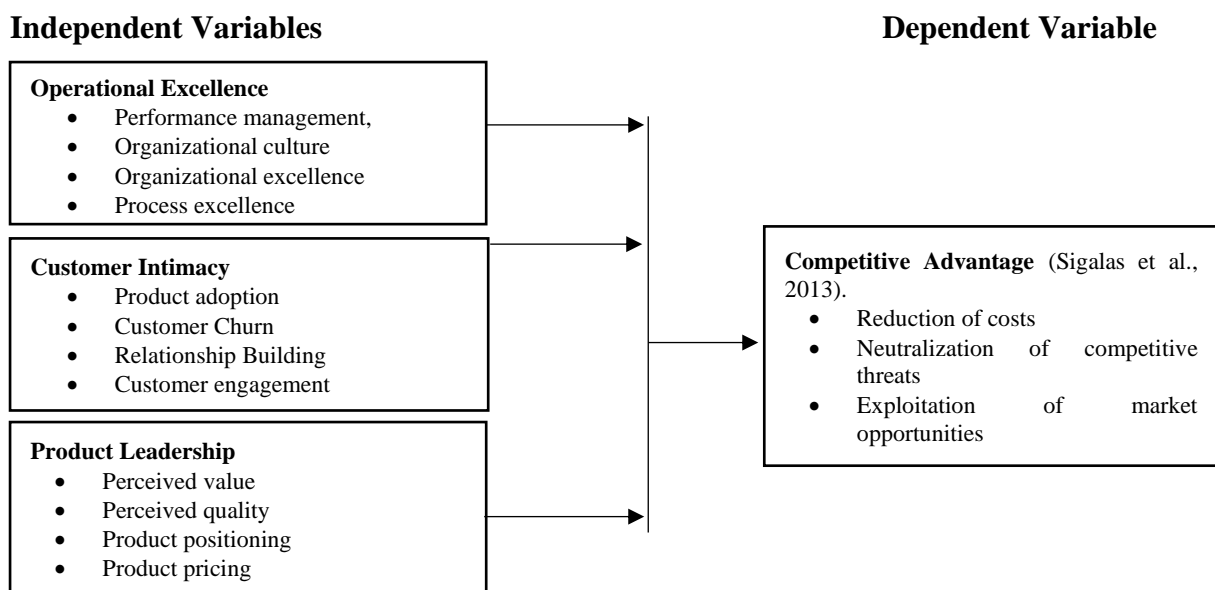 Independent Variables
Dependent Variable
Operational Excellence
• Performance management,
• Organizational culture
• Organizational excellence
• Process excellence
Customer Intimacy
• Product adoption
• Customer Churn
• Relationship Building
• Customer engagement
Product Leadership
• Perceived value
• Perceived quality
• Product positioning
• Product pricing
Competitive Advantage (Sigalas et al.,
2013).
• Reduction of costs
• Neutralization of competitive
threats
• Exploitation of market
opportunities